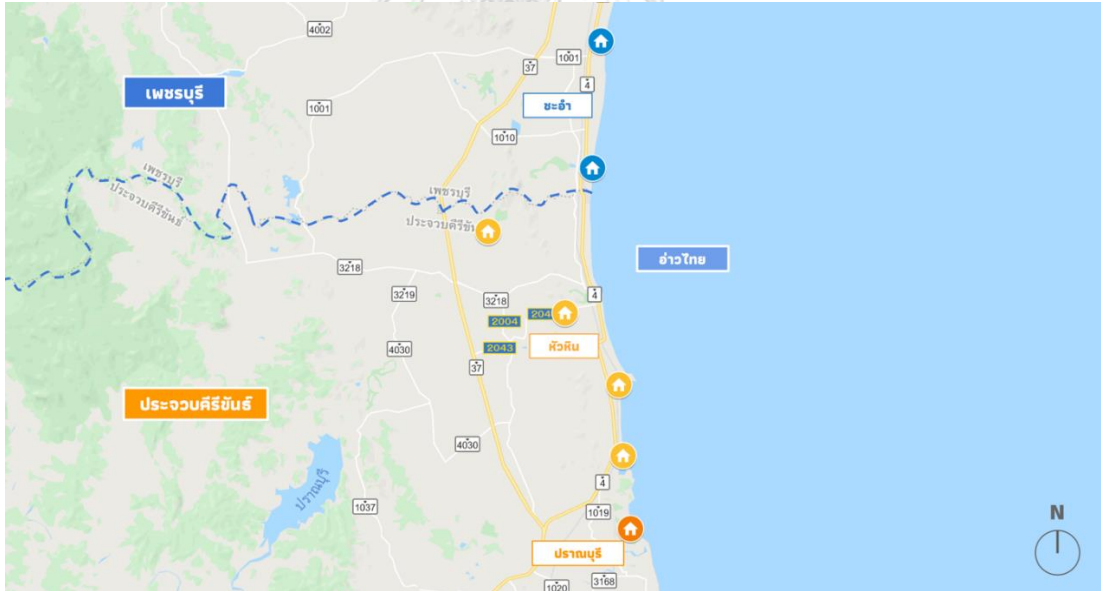 4002
1001
37
4
เพชรบุรี
ชะอำ
1001
1010
เพชรบุรี
ประจวบคีรีขันธ์
เพชรบุรี
ประจวบคีรีขัน
อ่าวไทย
3218
3219
3218
4
2004
204
4030
2043
หัวหิน
37
ประจวบคีรีขันธ์
4030
ปราณบุรี
4
1037
1019
N
ปราณบุรี
1020
3168